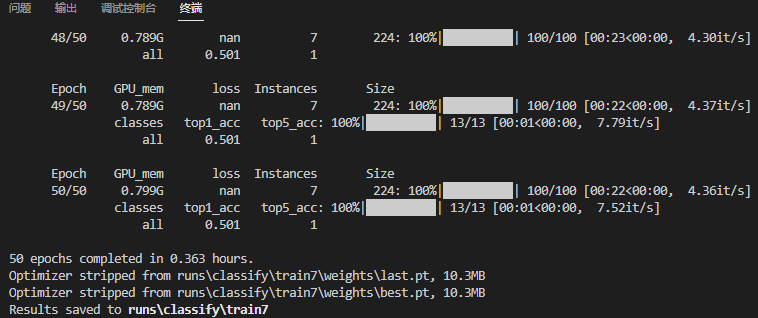 问题 输出 调试控制台 终端
48/50 0.789G nan 7 224: 100%|██████████| 100/100 [00:23<00:00, 4.30it/s]
all 0.501 1
Epoch GPU_mem loss Instances Size
49/50 0.789G nan 7 224: 100%|██████████| 100/100 [00:22<00:00, 4.37it/s]
classes top1_acc top5_acc: 100%|██████████| 13/13 [00:01<00:00, 7.79it/s]
all 0.501 1
Epoch GPU_mem loss Instances Size
50/50 0.799G nan 7 224: 100%|██████████| 100/100 [00:22<00:00, 4.36it/s]
classes top1_acc top5_acc: 100%|██████████| 13/13 [00:01<00:00, 7.52it/s]
all 0.501 1
50 epochs completed in 0.363 hours.
Optimizer stripped from runs\classify\train7\weights\last.pt, 10.3MB
Optimizer stripped from runs\classify\train7\weights\best.pt, 10.3MB
Results saved to runs\classify\train7